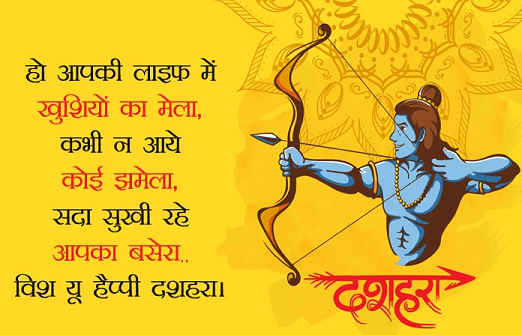 हो आपकी लाइफ में
खुशियों का मेला,
कभी न आये
कोई झमेला,
सदा सुखी रहे
आपका बसेरा..
विश यू हैप्पी दशहरा।
दशहरा